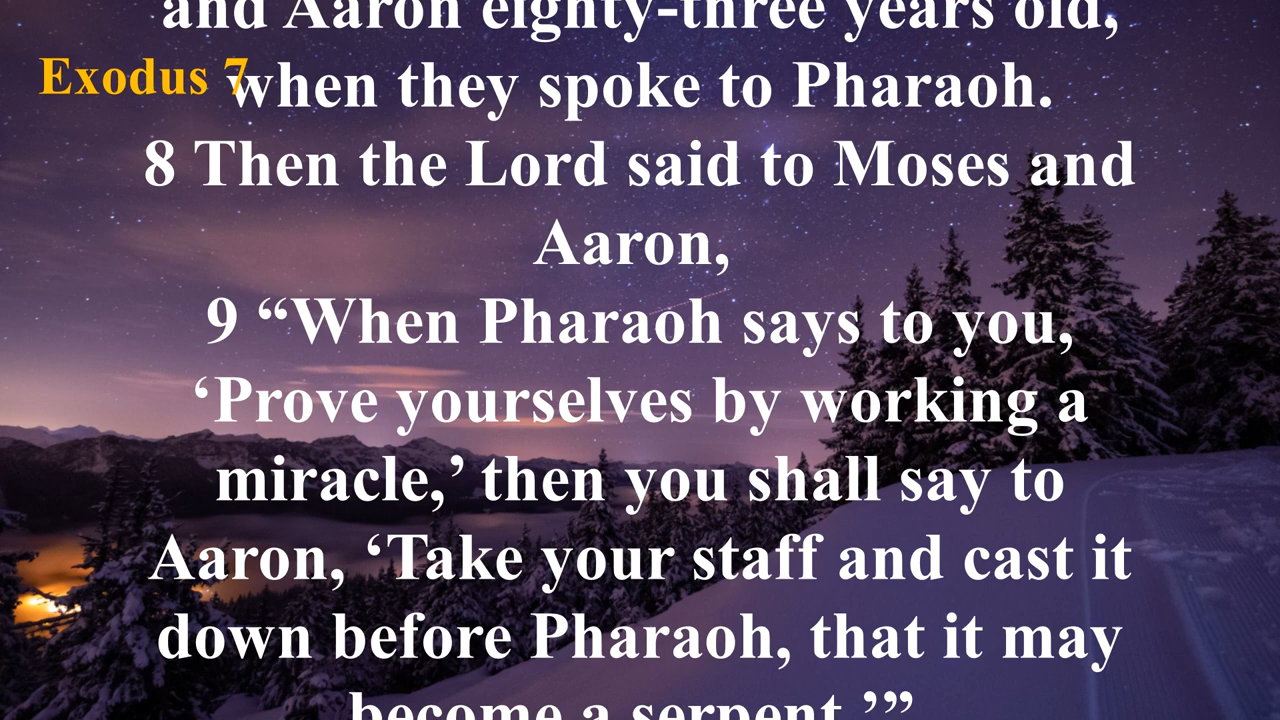 and Aaron eighty-three years old,
Exodus 7
when they spoke to Pharaoh.
8 Then the Lord said to Moses and
Aaron,
9 “When Pharaoh says to you,
‘Prove yourselves by working a
miracle,’ then you shall say to
Aaron, ‘Take your staff and cast it
down before Pharaoh, that it may
become a serpent.’”